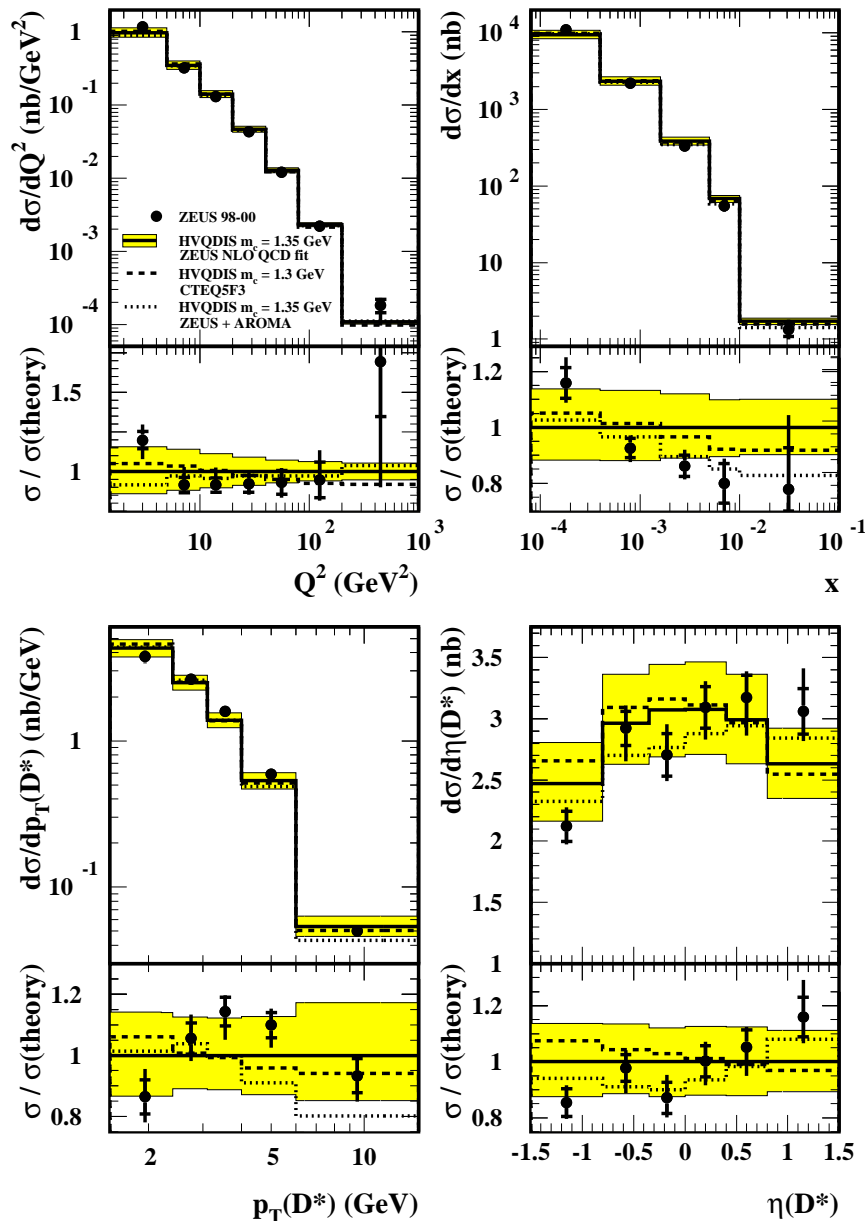 dσ/dQ² (nb/GeV²)
1
10⁻¹
10⁻²
10⁻³
10⁻⁴
ZEUS 98-00
HVQDIS m_c = 1.35 GeV
ZEUS NLO QCD fit
HVQDIS m_c = 1.3 GeV
CTEQ5F3
HVQDIS m_c = 1.35 GeV
ZEUS + AROMA
σ / σ(theory)
1.5
1
10 10² 10³
Q² (GeV²)
dσ/dx (nb)
10⁴
10³
10²
10
1
σ / σ(theory)
1.2
1
0.8
10⁻⁴ 10⁻³ 10⁻² 10⁻¹
x
dσ/dp_T(D*) (nb/GeV)
1
10⁻¹
σ / σ(theory)
1.2
1
0.8
2 5 10
p_T(D*) (GeV)
dσ/dη(D*) (nb)
3.5
3
2.5
2
1.5
1
σ / σ(theory)
1.2
1
0.8
-1.5 -1 -0.5 0 0.5 1 1.5
η(D*)